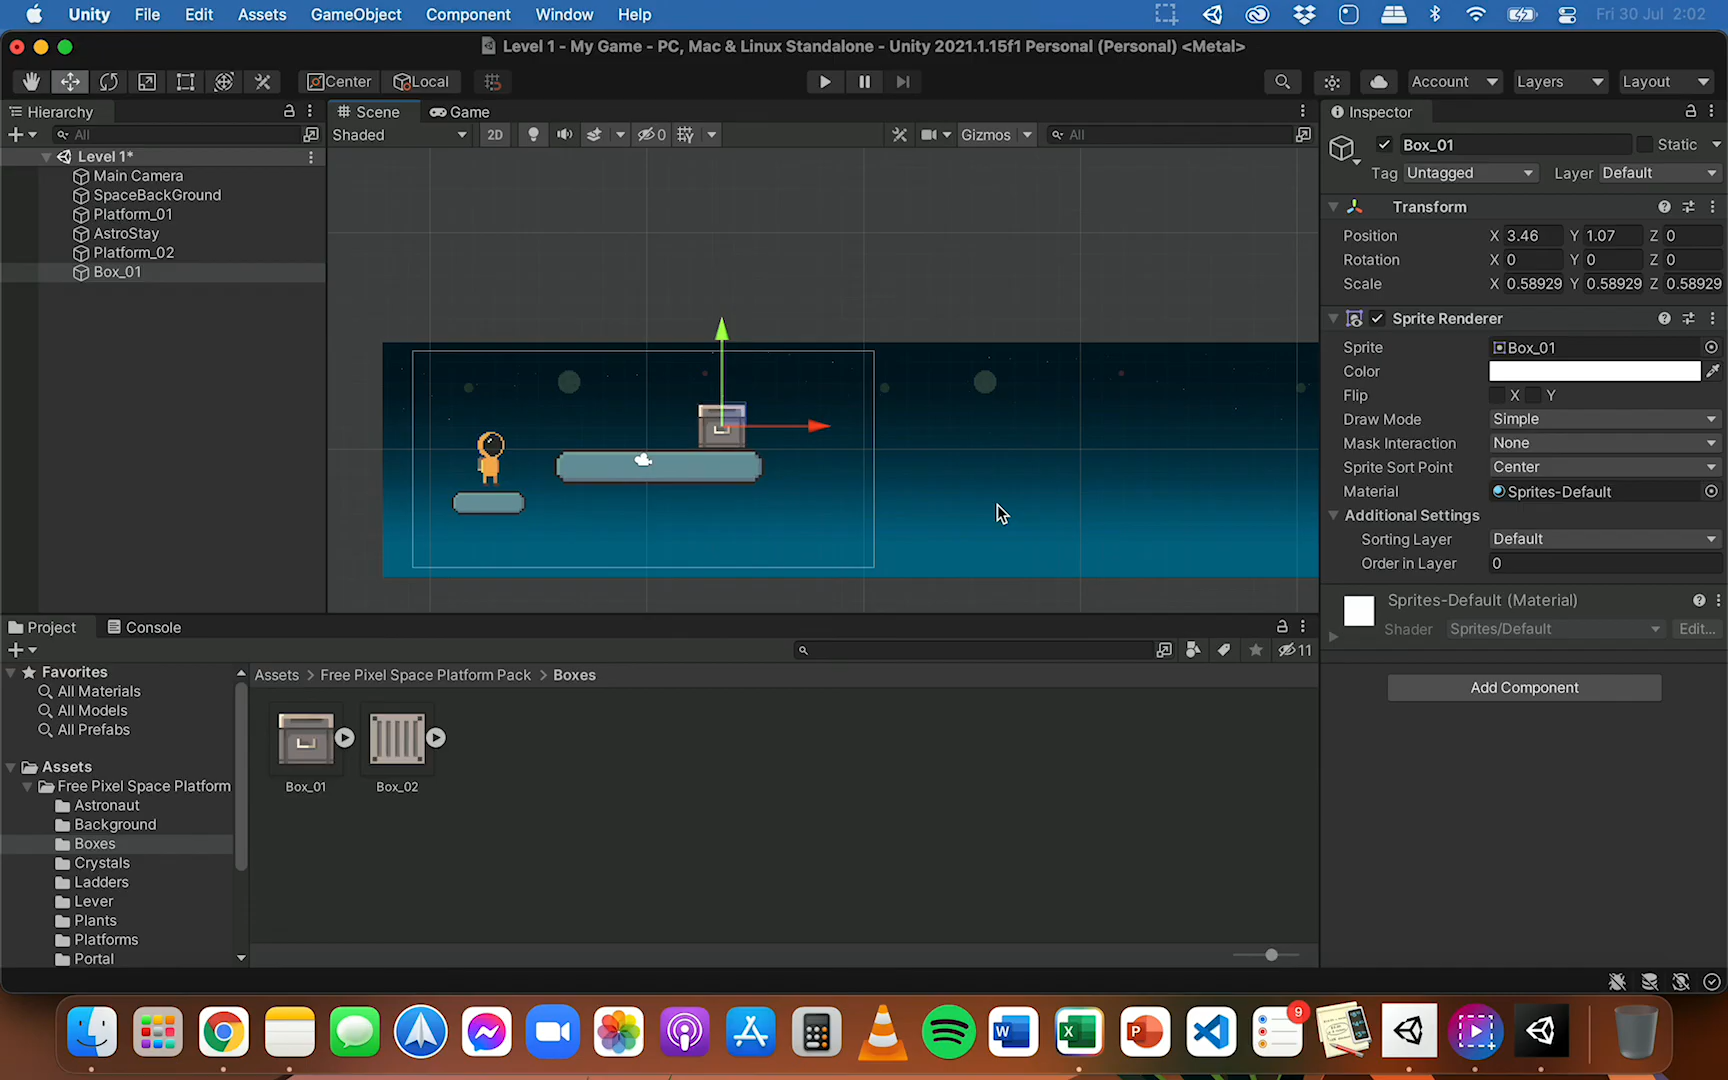 Unity File Edit Assets GameObject Component Window Help Fri 30 Jul 2:02
Level 1 - My Game - PC, Mac & Linux Standalone - Unity 2021.1.15f1 Personal (Personal) <Metal>
Center Local Account Layers Layout
Hierarchy Scene Game Inspector
All Shaded 2D 0 Gizmos All
Box_01 Static
Level 1*
Tag Untagged Layer Default
Main Camera
SpaceBackGround
Platform_01
AstroStay
Platform_02
Box_01
Transform
Position X 3.46 Y 1.07 Z 0
Rotation X 0 Y 0 Z 0
Scale X 0.58929 Y 0.58929 Z 0.58929
Sprite Renderer
Sprite Box_01
Color
Flip X Y
Draw Mode Simple
Mask Interaction None
Sprite Sort Point Center
Material Sprites-Default
Additional Settings
Sorting Layer Default
Order in Layer 0
Sprites-Default (Material)
Shader Sprites/Default Edit...
Add Component
Project Console
11
Favorites
All Materials
All Models
All Prefabs
Assets
Free Pixel Space Platform
Astronaut
Background
Boxes
Crystals
Ladders
Lever
Plants
Platforms
Portal
Assets > Free Pixel Space Platform Pack > Boxes
Box_01 Box_02
W X P 9